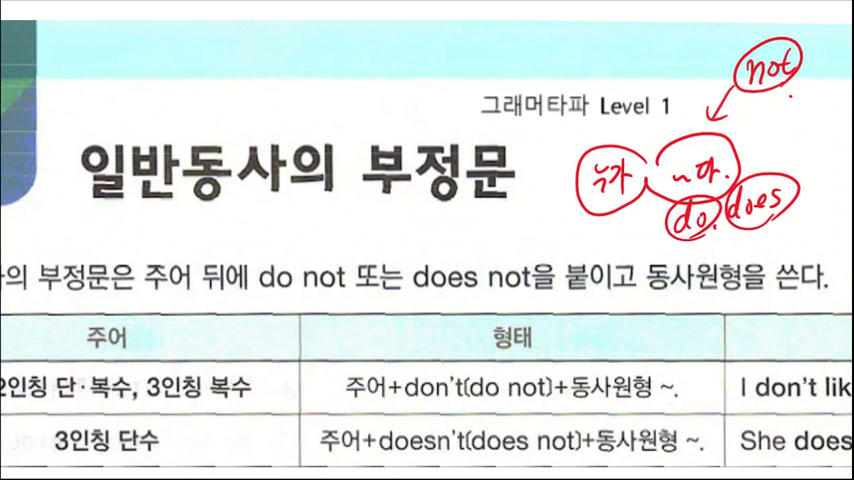 not
그래머타파 Level 1
일반동사의 부정문
누가 ~다.
do. does
사의 부정문은 주어 뒤에 do not 또는 does not을 붙이고 동사원형을 쓴다.
주어 형태
2인칭 단·복수, 3인칭 복수 주어+don't(do not)+동사원형 ~. I don't lik
3인칭 단수 주어+doesn't(does not)+동사원형 ~. She does